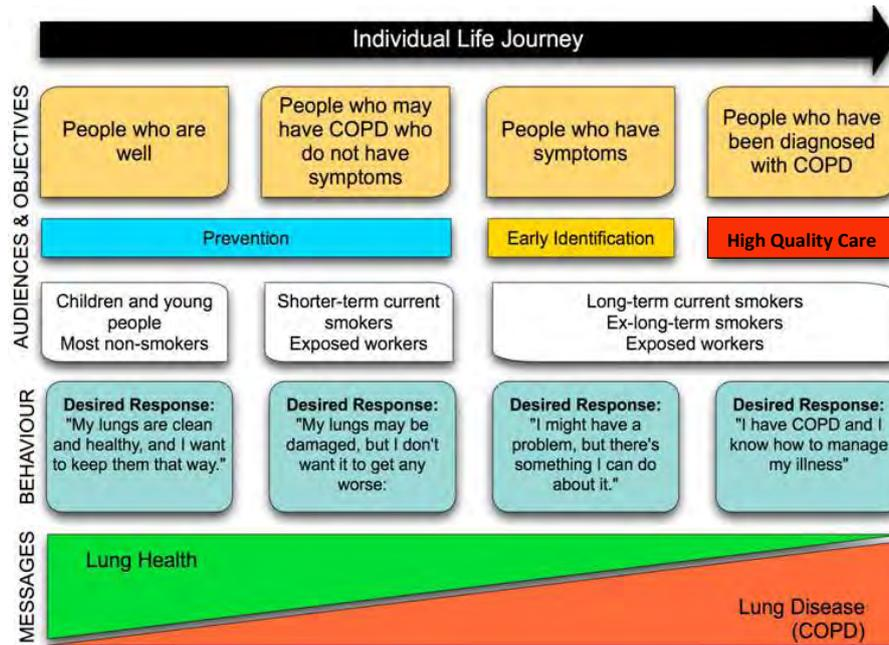 Individual Life Journey
AUDIENCES & OBJECTIVES
People who are
well
People who may
have COPD who
do not have
symptoms
People who have
symptoms
People who have
been diagnosed
with COPD
Prevention
Early Identification
High Quality Care
Children and young
people
Most non-smokers
Shorter-term current
smokers
Exposed workers
Long-term current smokers
Ex-long-term smokers
Exposed workers
BEHAVIOUR
Desired Response:
"My lungs are clean
and healthy, and I want
to keep them that way."
Desired Response:
"My lungs may be
damaged, but I don't
want it to get any
worse:
Desired Response:
"I might have a
problem, but there's
something I can do
about it."
Desired Response:
"I have COPD and I
know how to manage
my illness"
MESSAGES
Lung Health
Lung Disease
(COPD)